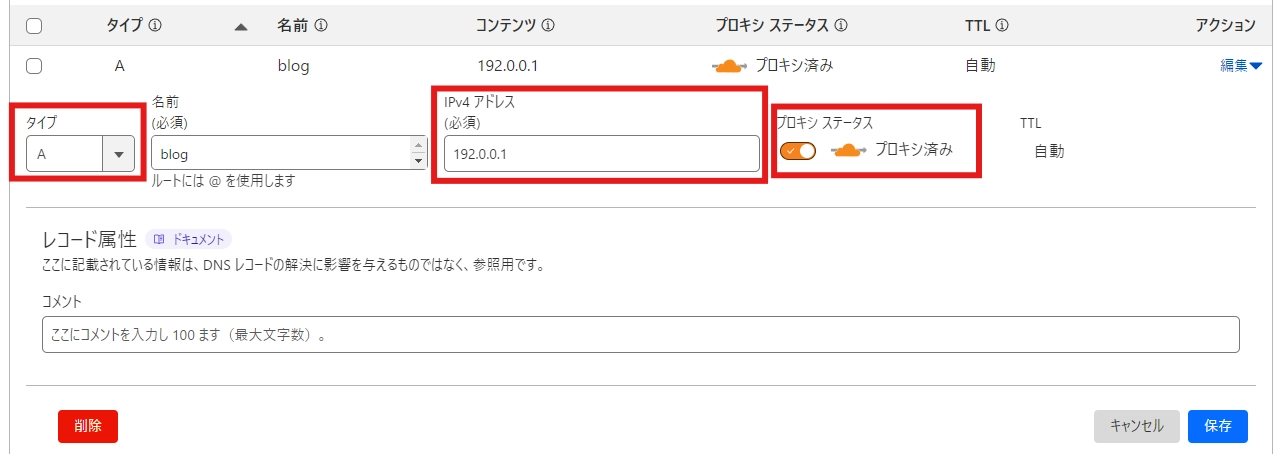 タイプ 名前 コンテンツ プロキシ ステータス TTL アクション
A blog 192.0.0.1 プロキシ済み 自動 編集
タイプ
A
名前
(必須)
blog
ルートには @ を使用します
IPv4 アドレス
(必須)
192.0.0.1
プロキシ ステータス
プロキシ済み
TTL
自動
レコード属性 ドキュメント
ここに記載されている情報は、DNS レコードの解決に影響を与えるものではなく、参照用です。
コメント
ここにコメントを入力し 100 ます（最大文字数）。
削除 キャンセル 保存